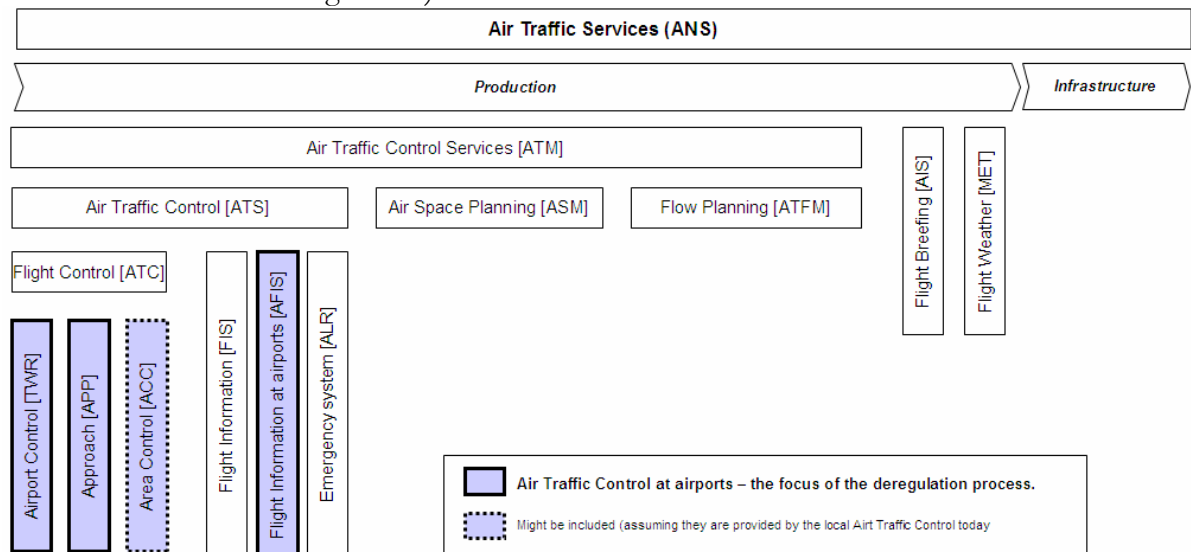 Air Traffic Services (ANS)
Production
Infrastructure
Air Traffic Control Services [ATM]
Air Traffic Control [ATS]
Air Space Planning [ASM]
Flow Planning [ATFM]
Flight Breefing [AIS]
Flight Weather [MET]
Flight Control [ATC]
Airport Control [TWR]
Approach [APP]
Area Control [ACC]
Flight Information [FIS]
Flight Information at airports [AFIS]
Emergency system [ALR]
Air Traffic Control at airports – the focus of the deregulation process.
Might be included (assuming they are provided by the local Airt Traffic Control today